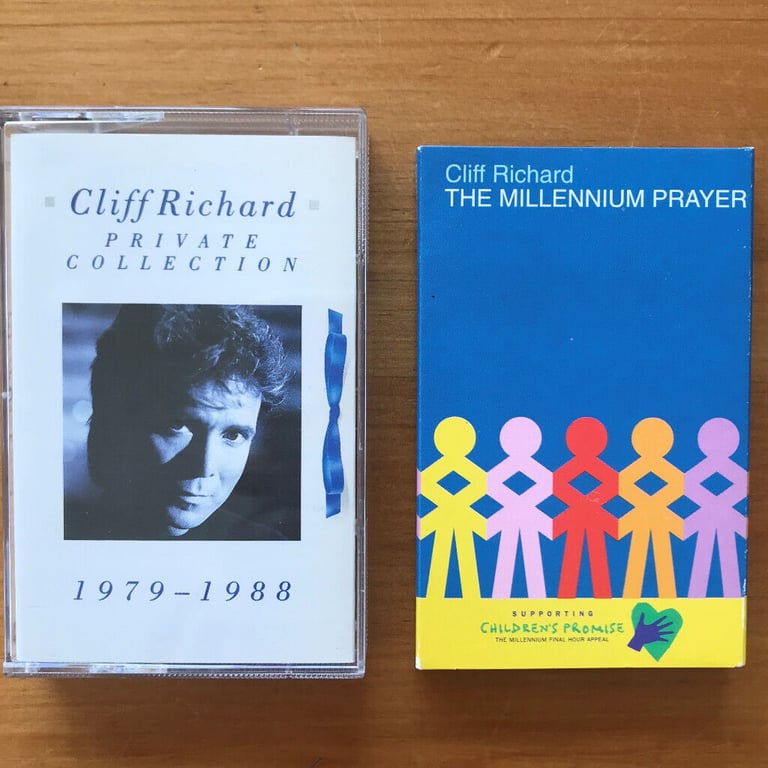 Cliff Richard
PRIVATE
COLLECTION
1979–1988
Cliff Richard
THE MILLENNIUM PRAYER
SUPPORTING
CHILDREN'S PROMISE
THE MILLENNIUM FINAL HOUR APPEAL